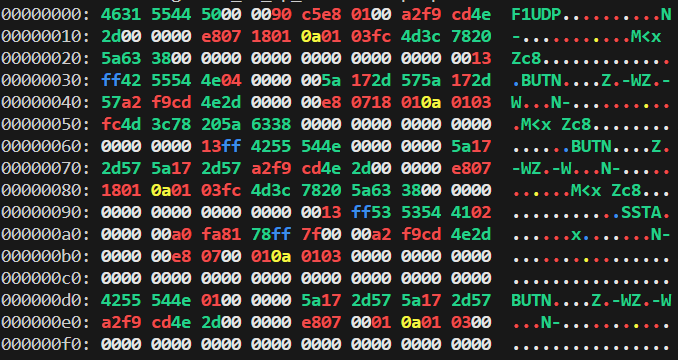 00000000: 4631 5544 5000 0090 c5e8 0100 a2f9 cd4e F1UDP..........N
00000010: 2d00 0000 e807 1801 0a01 03fc 4d3c 7820 -...........M<x 
00000020: 5a63 3800 0000 0000 0000 0000 0000 0013 Zc8.............
00000030: ff42 5554 4e04 0000 005a 172d 575a 172d .BUTN....Z.-WZ.-
00000040: 57a2 f9cd 4e2d 0000 00e8 0718 010a 0103 W...N-..........
00000050: fc4d 3c78 205a 6338 0000 0000 0000 0000 .M<x Zc8........
00000060: 0000 0000 13ff 4255 544e 0000 0000 5a17 ......BUTN....Z.
00000070: 2d57 5a17 2d57 a2f9 cd4e 2d00 0000 e807 -WZ.-W...N-.....
00000080: 1801 0a01 03fc 4d3c 7820 5a63 3800 0000 ......M<x Zc8...
00000090: 0000 0000 0000 0000 0013 ff53 5354 4102 ...........SSTA.
000000a0: 0000 00a0 fa81 78ff 7f00 00a2 f9cd 4e2d ......x.......N-
000000b0: 0000 00e8 0700 010a 0103 0000 0000 0000 ................
000000c0: 0000 0000 0000 0000 0000 0000 0000 0000 ................
000000d0: 4255 544e 0100 0000 5a17 2d57 5a17 2d57 BUTN....Z.-WZ.-W
000000e0: a2f9 cd4e 2d00 0000 e807 0001 0a01 0300 ...N-...........
000000f0: 0000 0000 0000 0000 0000 0000 0000 0000 ................